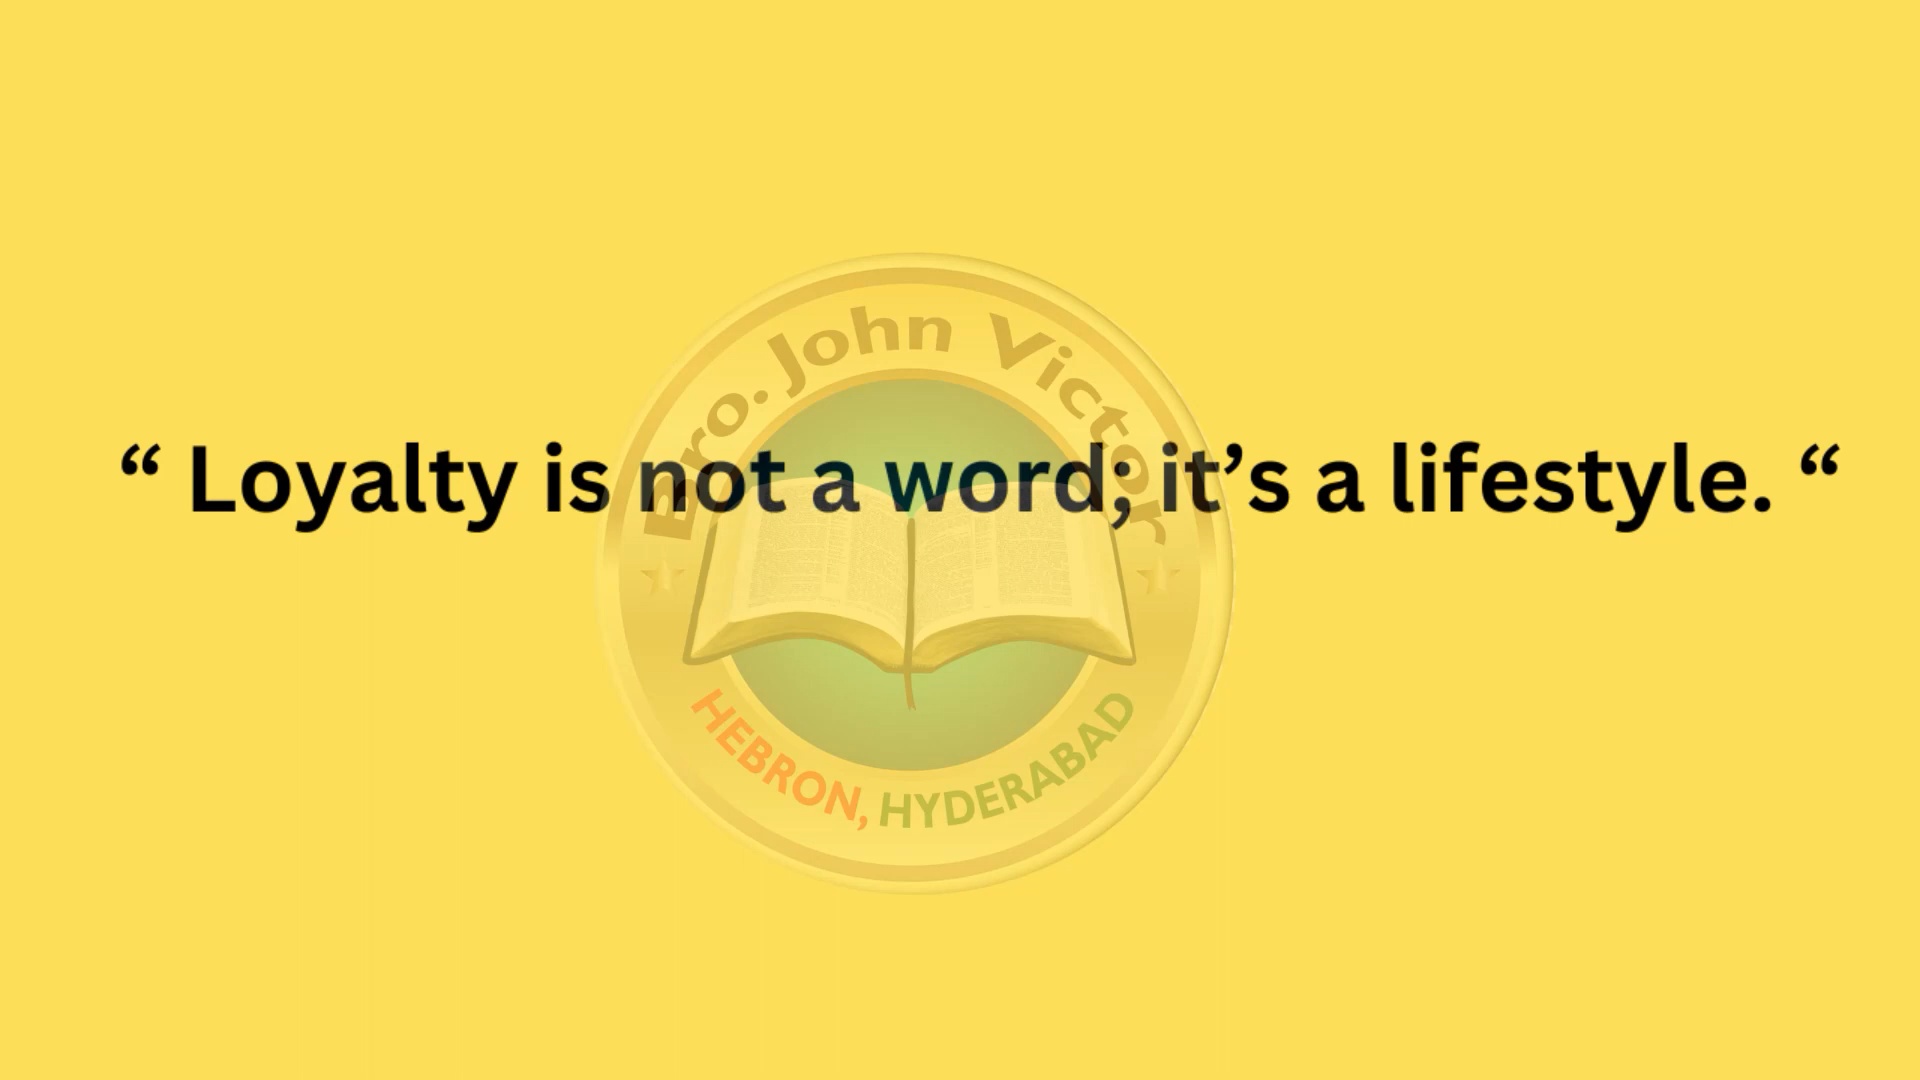 Bro. John Victor
“ Loyalty is not a word; it’s a lifestyle. “
HEBRON, HYDERABAD